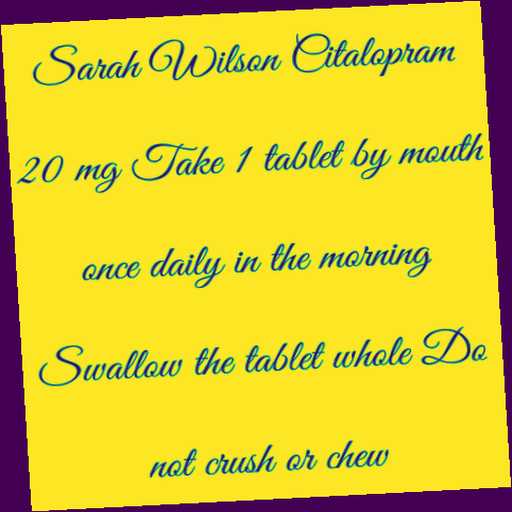 Sarah Wilson Citalopram
20 mg Take 1 tablet by mouth
once daily in the morning
Swallow the tablet whole Do
not crush or chew